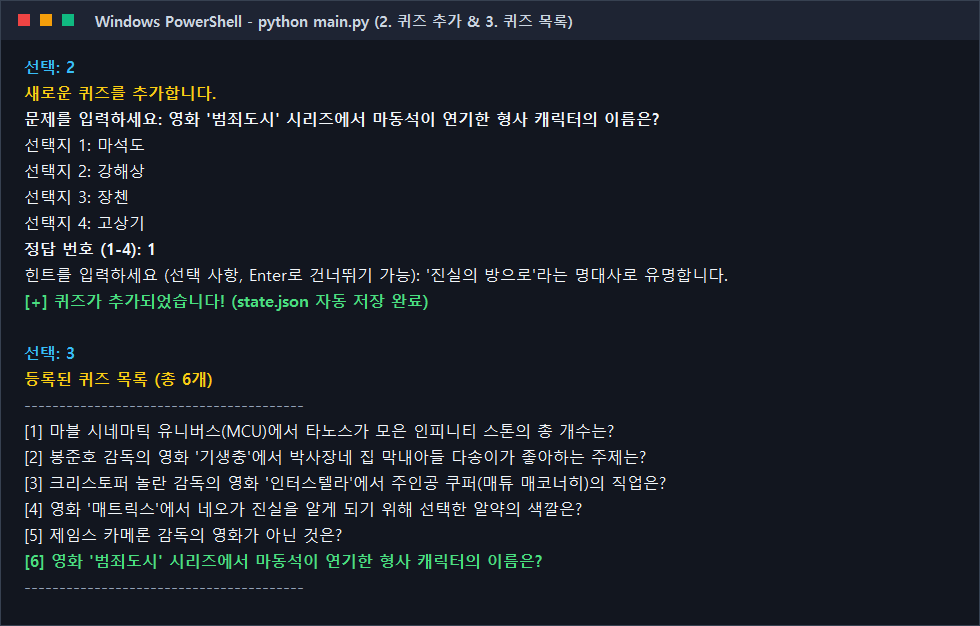 Windows PowerShell - python main.py (2. 퀴즈 추가 & 3. 퀴즈 목록)
선택: 2
새로운 퀴즈를 추가합니다.
문제를 입력하세요: 영화 '범죄도시' 시리즈에서 마동석이 연기한 형사 캐릭터의 이름은?
선택지 1: 마석도
선택지 2: 강해상
선택지 3: 장첸
선택지 4: 고상기
정답 번호 (1-4): 1
힌트를 입력하세요 (선택 사항, Enter로 건너뛰기 가능): '진실의 방으로'라는 명대사로 유명합니다.
[+] 퀴즈가 추가되었습니다! (state.json 자동 저장 완료)
선택: 3
등록된 퀴즈 목록 (총 6개)
----------------------------------------
[1] 마블 시네마틱 유니버스(MCU)에서 타노스가 모은 인피니티 스톤의 총 개수는?
[2] 봉준호 감독의 영화 '기생충'에서 박사장네 집 막내아들 다송이가 좋아하는 주제는?
[3] 크리스토퍼 놀란 감독의 영화 '인터스텔라'에서 주인공 쿠퍼(매튜 매코너히)의 직업은?
[4] 영화 '매트릭스'에서 네오가 진실을 알게 되기 위해 선택한 알약의 색깔은?
[5] 제임스 카메론 감독의 영화가 아닌 것은?
[6] 영화 '범죄도시' 시리즈에서 마동석이 연기한 형사 캐릭터의 이름은?
----------------------------------------